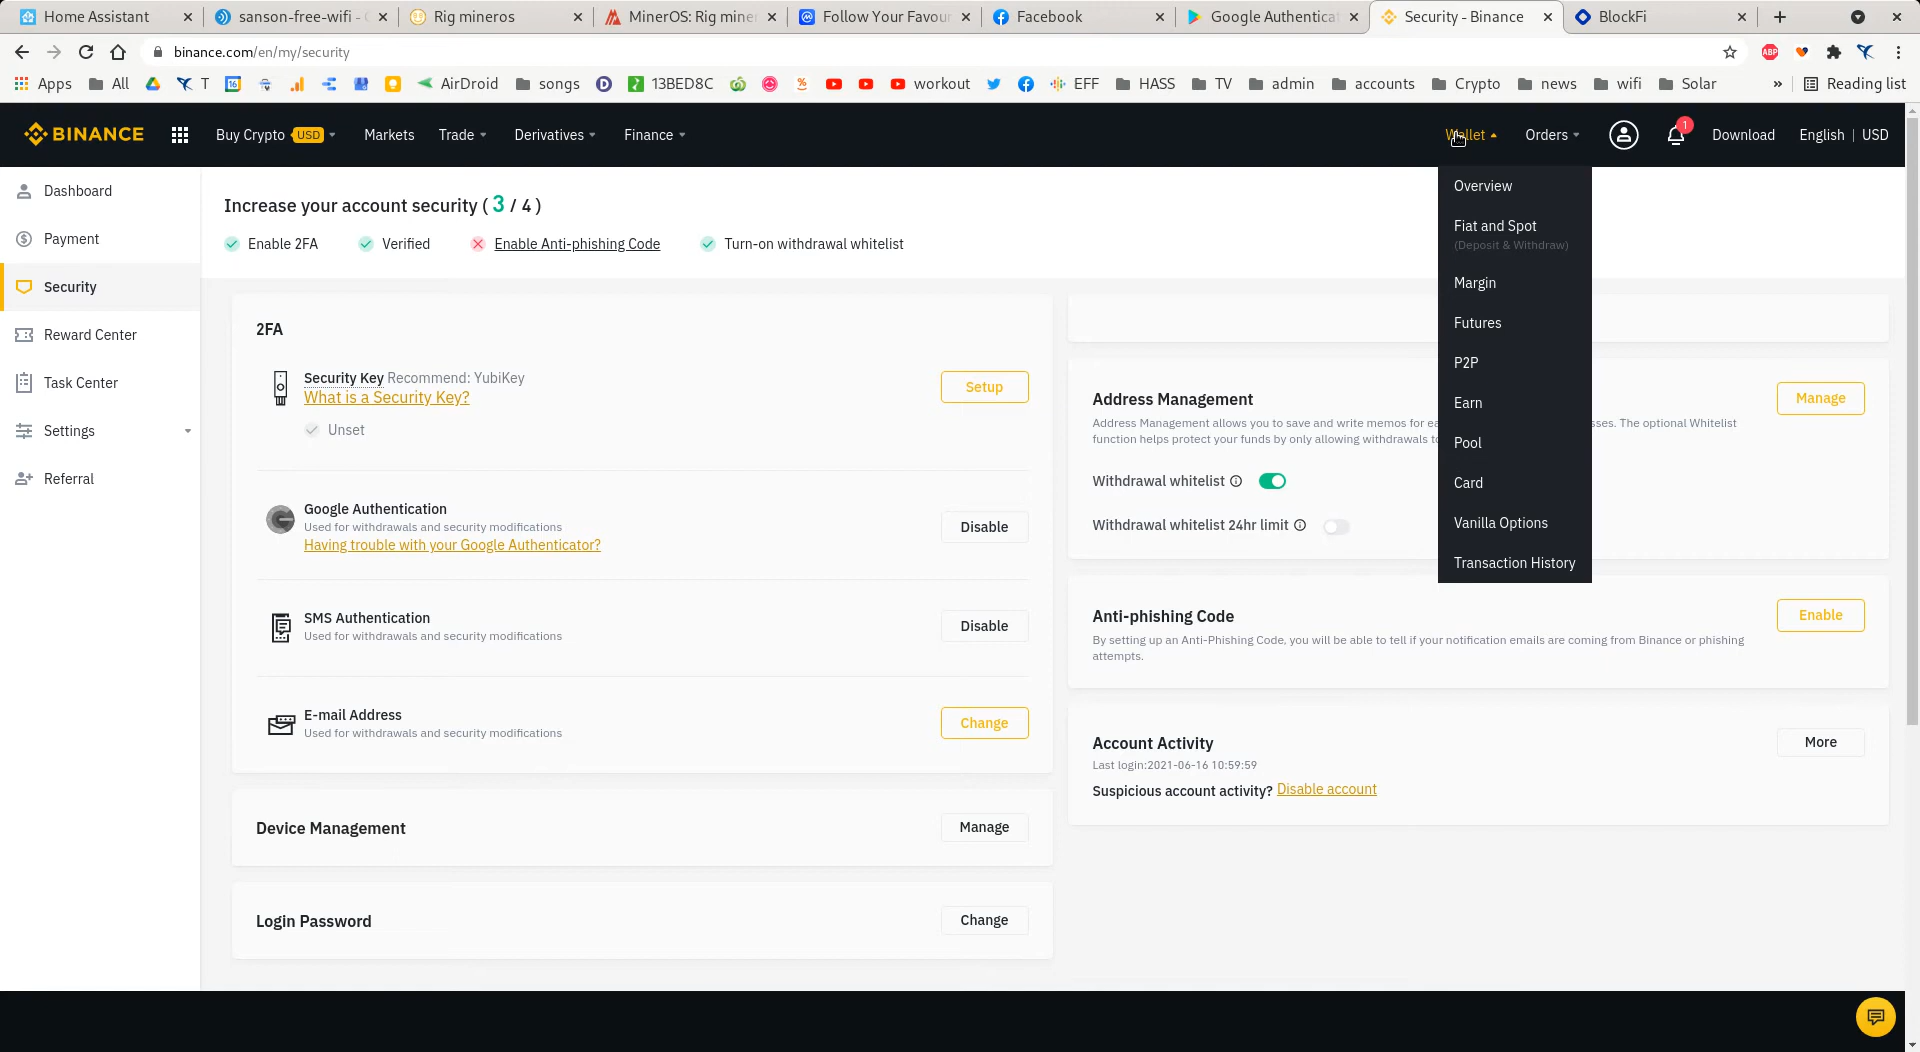 Home Assistant
sanson-free-wifi -
Rig mineros
MinerOS: Rig miner
Follow Your Favou
Facebook
Google Authentica
Security - Binance
BlockFi
binance.com/en/my/security
ABP
Apps
All
T
AirDroid
songs
13BED8C
workout
EFF
HASS
TV
admin
accounts
Crypto
news
wifi
Solar
»
Reading list
BINANCE
Buy Crypto USD
Markets
Trade
Derivatives
Finance
Wallet
Orders
1
Download
English | USD
Dashboard
Payment
Security
Reward Center
Task Center
Settings
Referral
Increase your account security ( 3 / 4 )
Enable 2FA
Verified
Enable Anti-phishing Code
Turn-on withdrawal whitelist
Overview
Fiat and Spot
(Deposit & Withdraw)
Margin
Futures
P2P
Earn
Pool
Card
Vanilla Options
Transaction History
2FA
Security Key Recommend: YubiKey
What is a Security Key?
Unset
Setup
Google Authentication
Used for withdrawals and security modifications
Having trouble with your Google Authenticator?
Disable
SMS Authentication
Used for withdrawals and security modifications
Disable
E-mail Address
Used for withdrawals and security modifications
Change
Device Management
Manage
Login Password
Change
Address Management
Manage
Address Management allows you to save and write memos for ea sses. The optional Whitelist
function helps protect your funds by only allowing withdrawals to
Withdrawal whitelist
Withdrawal whitelist 24hr limit
Anti-phishing Code
Enable
By setting up an Anti-Phishing Code, you will be able to tell if your notification emails are coming from Binance or phishing
attempts.
Account Activity
More
Last login:2021-06-16 10:59:59
Suspicious account activity? Disable account